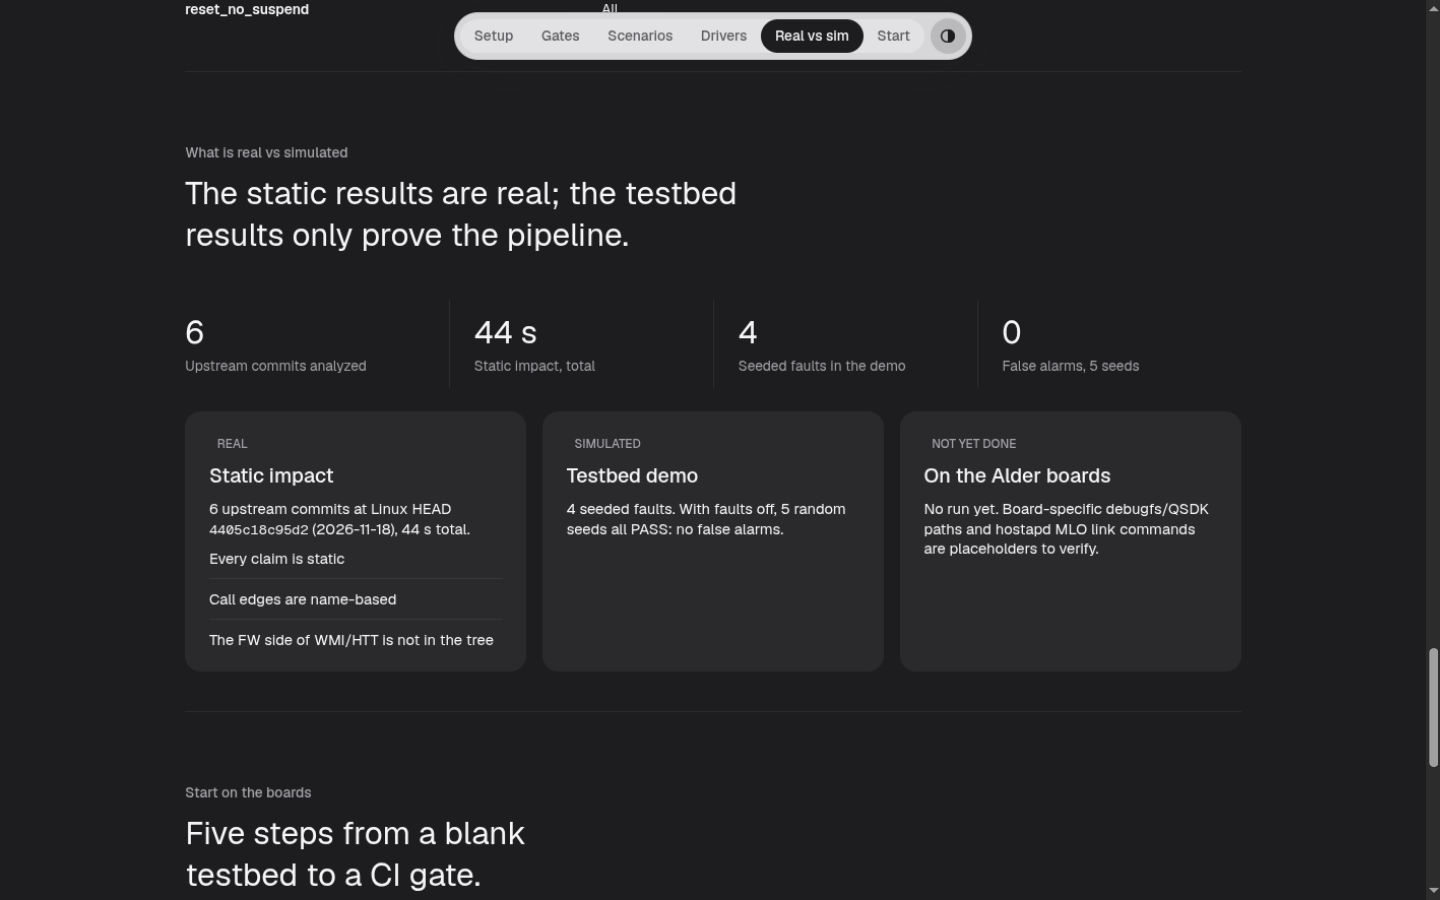 reset_no_suspend
All
Setup Gates Scenarios Drivers Real vs sim Start
What is real vs simulated
The static results are real; the testbed
results only prove the pipeline.
6
Upstream commits analyzed
44 s
Static impact, total
4
Seeded faults in the demo
0
False alarms, 5 seeds
REAL
Static impact
6 upstream commits at Linux HEAD
4405c18c95d2 (2026-11-18), 44 s total.
Every claim is static
Call edges are name-based
The FW side of WMI/HTT is not in the tree
SIMULATED
Testbed demo
4 seeded faults. With faults off, 5 random
seeds all PASS: no false alarms.
NOT YET DONE
On the Alder boards
No run yet. Board-specific debugfs/QSDK
paths and hostapd MLO link commands
are placeholders to verify.
Start on the boards
Five steps from a blank
testbed to a CI gate.